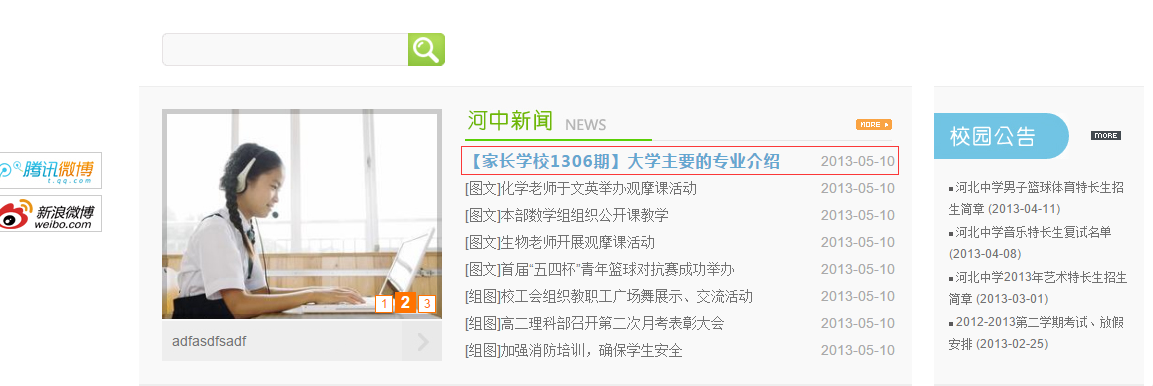 腾讯微博
t.qq.com
新浪微博
weibo.com
1 2 3
adfasdfsadf
河中新闻 NEWS MORE
【家长学校1306期】大学主要的专业介绍 2013-05-10
[图文]化学老师于文英举办观摩课活动 2013-05-10
[图文]本部数学组组织公开课教学 2013-05-10
[图文]生物老师开展观摩课活动 2013-05-10
[图文]首届“五四杯”青年篮球对抗赛成功举办 2013-05-10
[组图]校工会组织教职工广场舞展示、交流活动 2013-05-10
[组图]高二理科部召开第二次月考表彰大会 2013-05-10
[组图]加强消防培训，确保学生安全 2013-05-10
校园公告 MORE
河北中学男子篮球体育特长生招
生简章 (2013-04-11)
河北中学音乐特长生复试名单
(2013-04-08)
河北中学2013年艺术特长生招生
简章 (2013-03-01)
2012-2013第二学期考试、放假
安排 (2013-02-25)